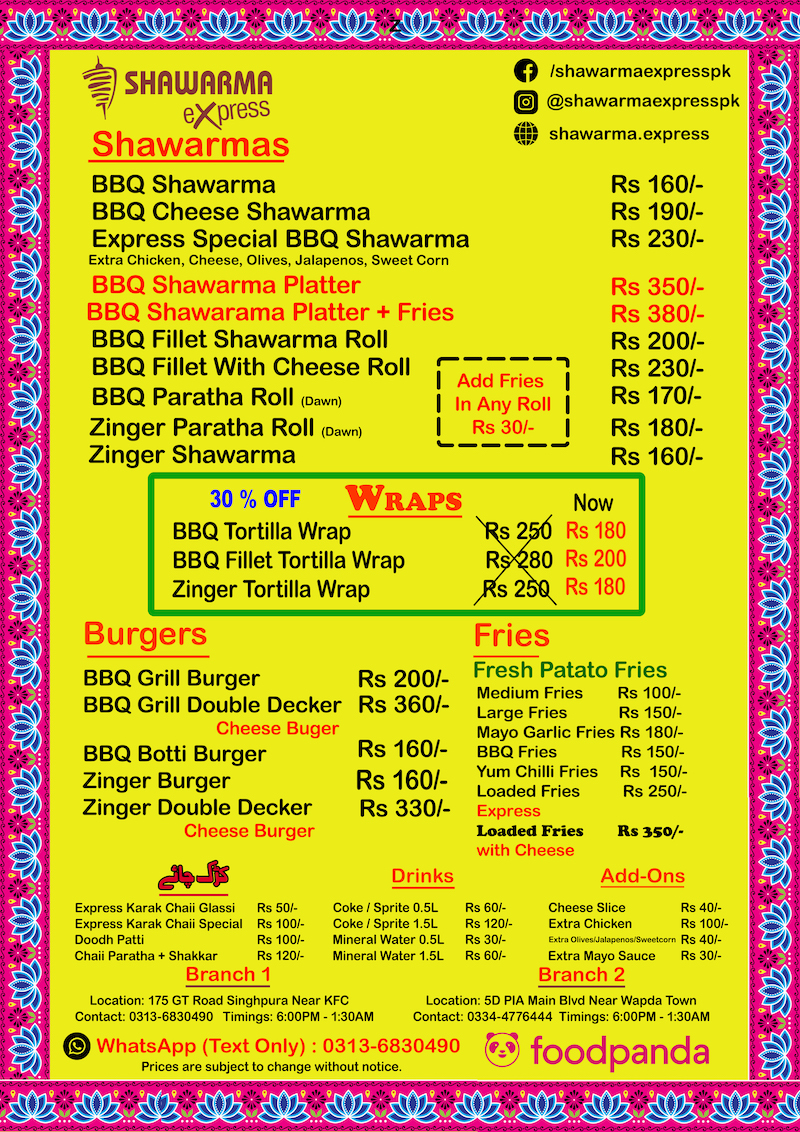 z
SHAWARMA
eXpress
/shawarmaexpresspk
@shawarmaexpresspk
shawarma.express
Shawarmas
BBQ Shawarma Rs 160/-
BBQ Cheese Shawarma Rs 190/-
Express Special BBQ Shawarma Rs 230/-
Extra Chicken, Cheese, Olives, Jalapenos, Sweet Corn
BBQ Shawarma Platter Rs 350/-
BBQ Shawarama Platter + Fries Rs 380/-
BBQ Fillet Shawarma Roll Rs 200/-
BBQ Fillet With Cheese Roll Rs 230/-
BBQ Paratha Roll (Dawn) Rs 170/-
Zinger Paratha Roll (Dawn) Rs 180/-
Zinger Shawarma Rs 160/-
Add Fries
In Any Roll
Rs 30/-
30 % OFF WRAPS Now
BBQ Tortilla Wrap Rs 250 Rs 180
BBQ Fillet Tortilla Wrap Rs 280 Rs 200
Zinger Tortilla Wrap Rs 250 Rs 180
Burgers
BBQ Grill Burger Rs 200/-
BBQ Grill Double Decker Rs 360/-
Cheese Buger
BBQ Botti Burger Rs 160/-
Zinger Burger Rs 160/-
Zinger Double Decker Rs 330/-
Cheese Burger
Fries
Fresh Patato Fries
Medium Fries Rs 100/-
Large Fries Rs 150/-
Mayo Garlic Fries Rs 180/-
BBQ Fries Rs 150/-
Yum Chilli Fries Rs 150/-
Loaded Fries Rs 250/-
Express
Loaded Fries Rs 350/-
with Cheese
کڑک چائے
Express Karak Chaii Glassi Rs 50/-
Express Karak Chaii Special Rs 100/-
Doodh Patti Rs 100/-
Chaii Paratha + Shakkar Rs 120/-
Drinks
Coke / Sprite 0.5L Rs 60/-
Coke / Sprite 1.5L Rs 120/-
Mineral Water 0.5L Rs 30/-
Mineral Water 1.5L Rs 60/-
Add-Ons
Cheese Slice Rs 40/-
Extra Chicken Rs 100/-
Extra Olives/Jalapenos/Sweetcorn Rs 40/-
Extra Mayo Sauce Rs 30/-
Branch 1
Location: 175 GT Road Singhpura Near KFC
Contact: 0313-6830490 Timings: 6:00PM - 1:30AM
Branch 2
Location: 5D PIA Main Blvd Near Wapda Town
Contact: 0334-4776444 Timings: 6:00PM - 1:30AM
WhatsApp (Text Only) : 0313-6830490
foodpanda
Prices are subject to change without notice.